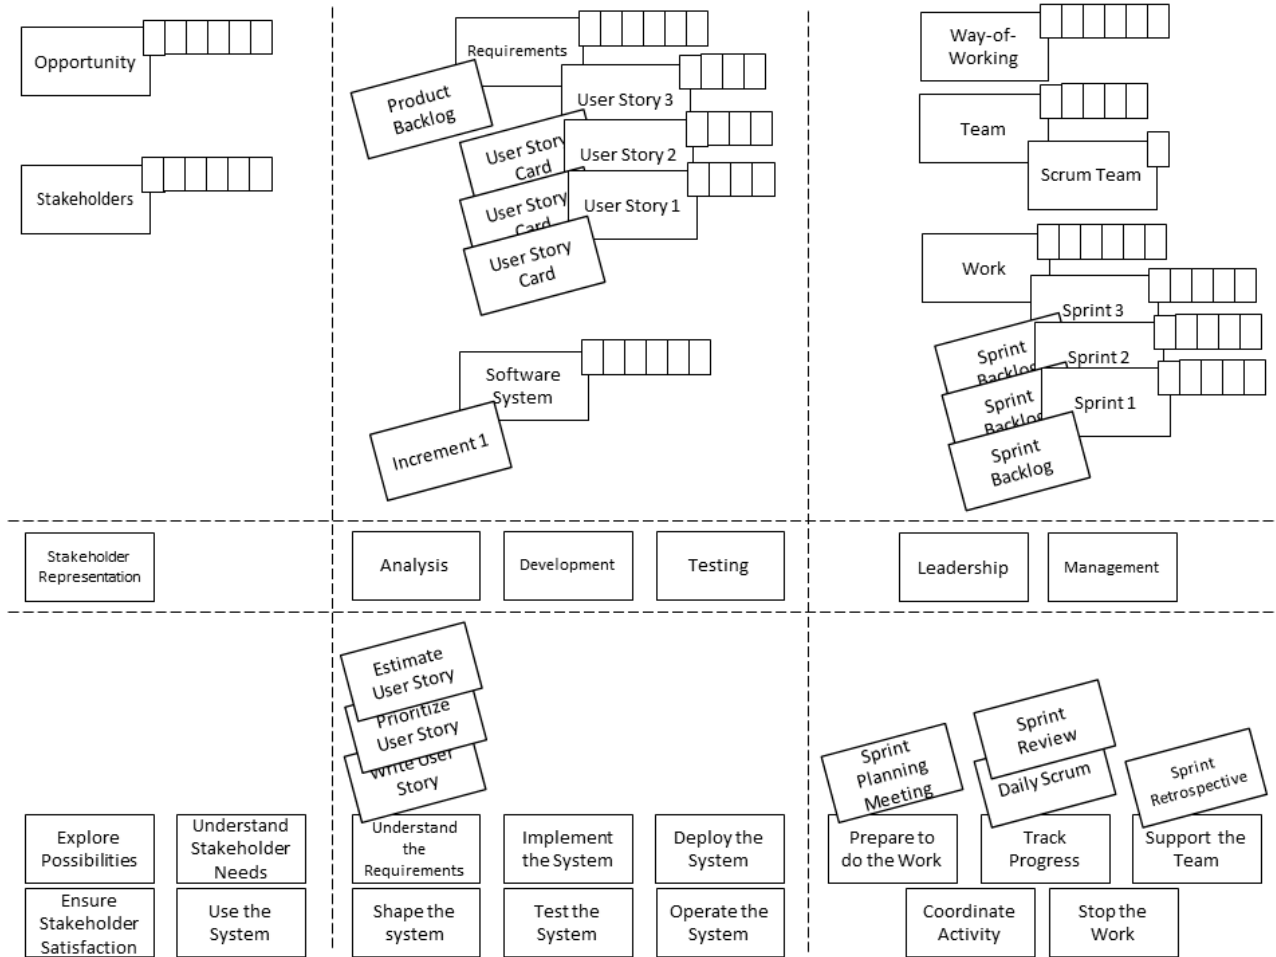 Opportunity
Stakeholders
Requirements
Product
Backlog
User Story 3
User Story
Card
User Story 2
User Story
Card
User Story 1
User Story
Card
Software
System
Increment 1
Way-of-
Working
Team
Scrum Team
Work
Sprint 3
Sprint
Backlog
Sprint 2
Sprint
Backlog
Sprint 1
Sprint
Backlog
Stakeholder
Representation
Analysis
Development
Testing
Leadership
Management
Estimate
User Story
Prioritize
User Story
Write User
Story
Sprint
Planning
Meeting
Sprint
Review
Daily Scrum
Sprint
Retrospective
Explore
Possibilities
Understand
Stakeholder
Needs
Understand
the
Requirements
Implement
the System
Deploy the
System
Prepare to
do the Work
Track
Progress
Support the
Team
Ensure
Stakeholder
Satisfaction
Use the
System
Shape the
system
Test the
System
Operate the
System
Coordinate
Activity
Stop the
Work